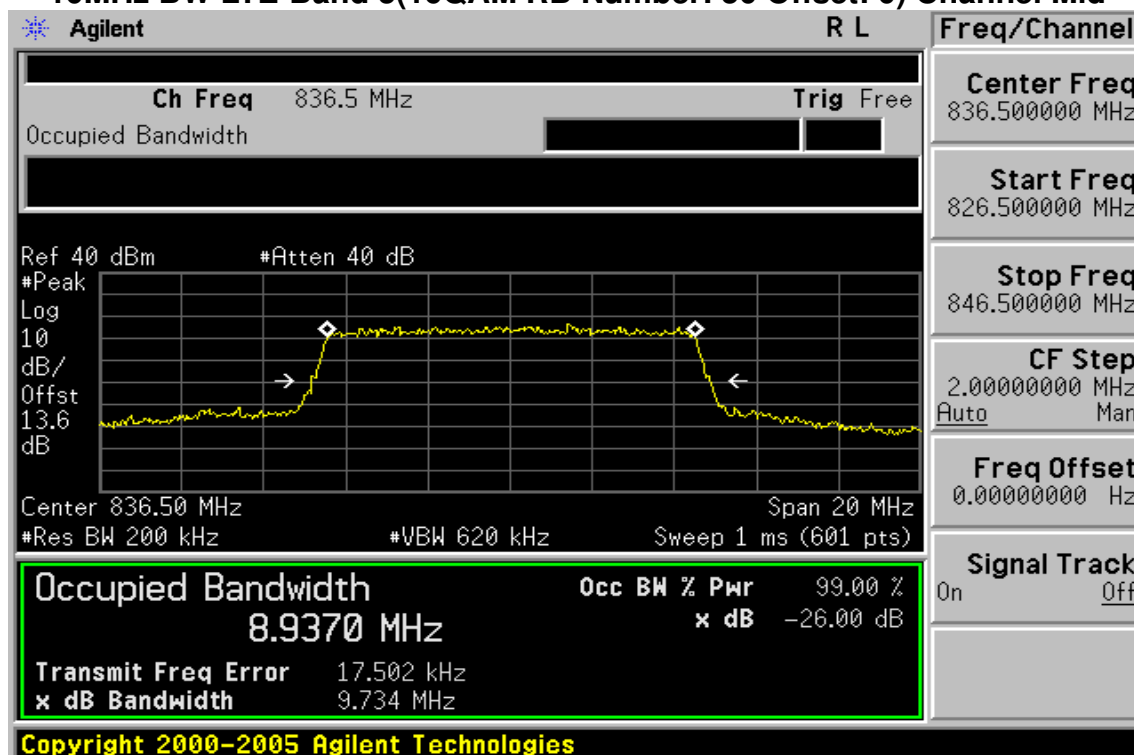 Agilent R L Freq/Channel
Ch Freq 836.5 MHz Trig Free
Occupied Bandwidth
Center Freq
836.500000 MHz
Start Freq
826.500000 MHz
Stop Freq
846.500000 MHz
CF Step
2.00000000 MHz
Auto Man
Freq Offset
0.00000000 Hz
Signal Track
On Off
Ref 40 dBm #Atten 40 dB
#Peak
Log
10
dB/
Offst
13.6
dB
Center 836.50 MHz Span 20 MHz
#Res BW 200 kHz #VBW 620 kHz Sweep 1 ms (601 pts)
Occupied Bandwidth Occ BW % Pwr 99.00 %
8.9370 MHz x dB -26.00 dB
Transmit Freq Error 17.502 kHz
x dB Bandwidth 9.734 MHz
Copyright 2000-2005 Agilent Technologies